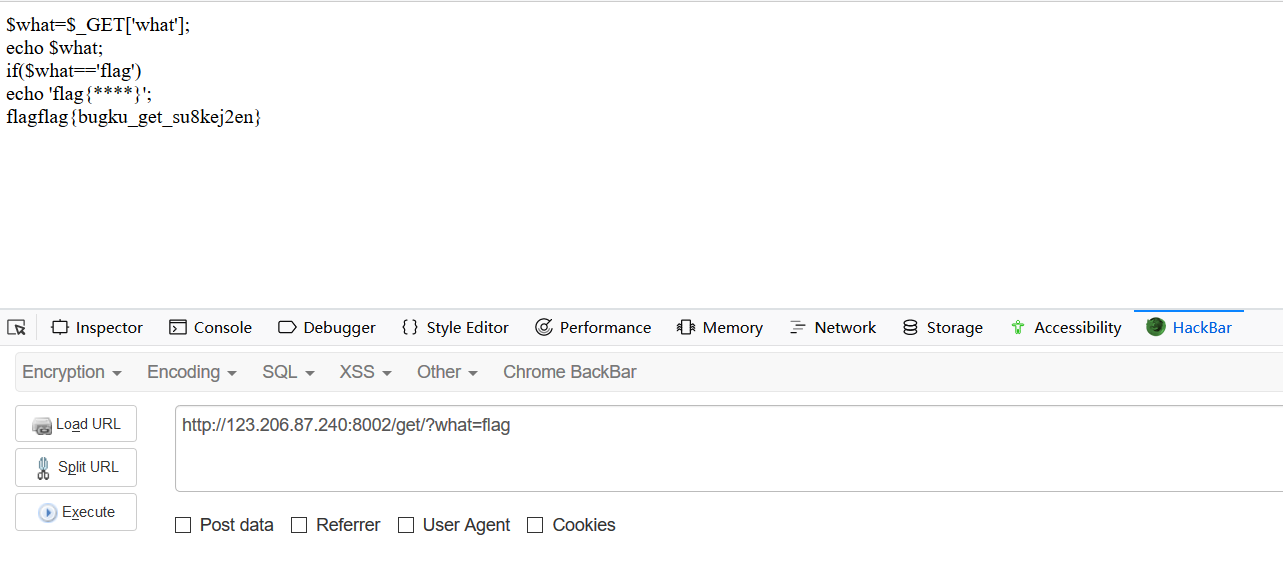 $what=$_GET['what'];
echo $what;
if($what=='flag')
echo 'flag{****}';
flagflag{bugku_get_su8kej2en}
Inspector Console Debugger {} Style Editor Performance Memory Network Storage Accessibility HackBar
Encryption Encoding SQL XSS Other Chrome BackBar
Load URL
http://123.206.87.240:8002/get/?what=flag
Split URL
Execute
Post data Referrer User Agent Cookies